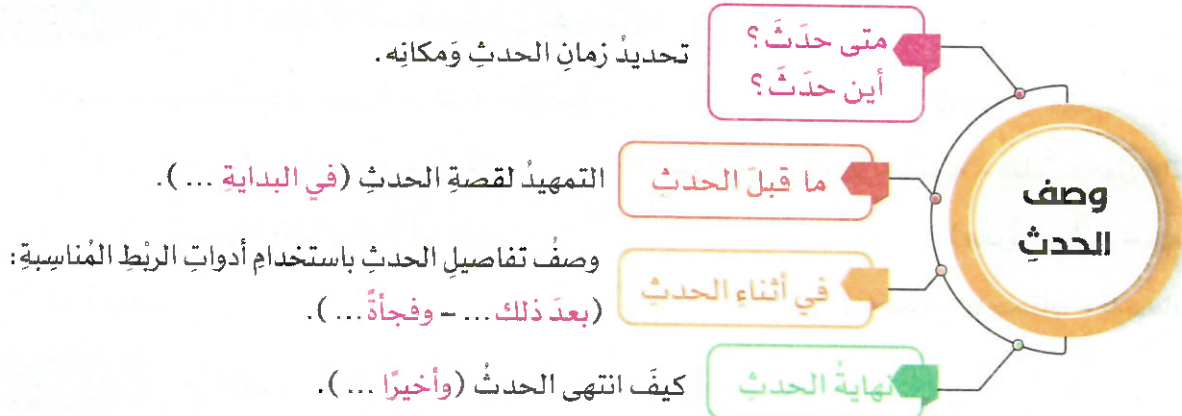 وصف
الحدثِ
متى حدَثَ؟
أين حدَثَ؟
تحديدُ زمانِ الحدثِ وَمكانِه.
ما قبلَ الحدثِ
التمهيدُ لقصةِ الحدثِ (في البدايةِ ...).
في أثناءِ الحدثِ
وصفُ تفاصيلِ الحدثِ باستخدامِ أدواتِ الربْطِ المُناسِبةِ:
(بعدَ ذلك... – وفجأةً...).
نهايةُ الحدثِ
كيفَ انتهى الحدثُ (وأخيرًا ...).